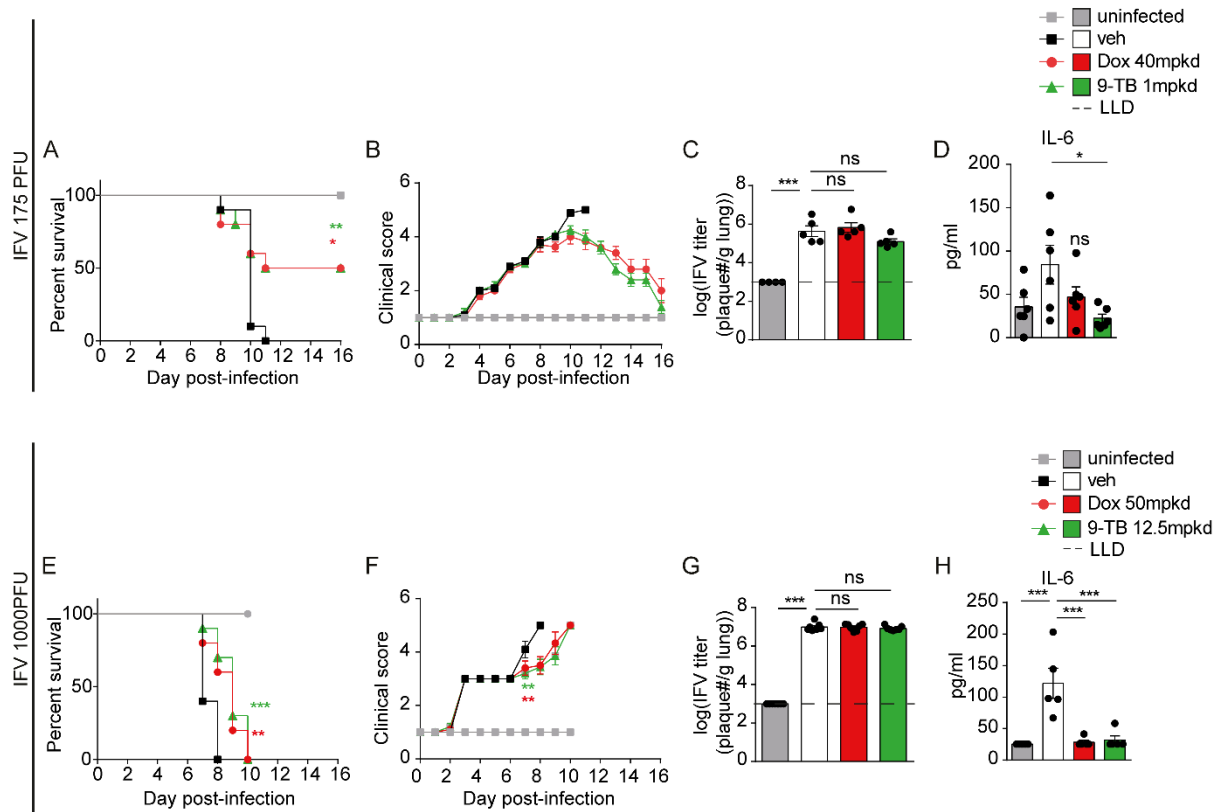 uninfected
veh
Dox 40mpkd
9-TB 1mpkd
LLD
IFV 175 PFU
A
100
50
0
Percent survival
**
*
0 2 4 6 8 10 12 14 16
Day post-infection
B
6
4
2
0
Clinical score
0 2 4 6 8 10 12 14 16
Day post-infection
C
8
6
4
2
log(IFV titer
(plaque#/g lung))
***
ns
ns
D
IL-6
200
150
100
50
0
pg/ml
*
ns
uninfected
veh
Dox 50mpkd
9-TB 12.5mpkd
LLD
IFV 1000PFU
E
100
50
0
Percent survival
***
**
0 2 4 6 8 10 12 14 16
Day post-infection
F
6
4
2
0
Clinical score
**
**
0 2 4 6 8 10 12 14 16
Day post-infection
G
8
6
4
2
log(IFV titer
(plaque#/g lung))
***
ns
ns
H
IL-6
250
200
150
100
50
0
pg/ml
***
***
***